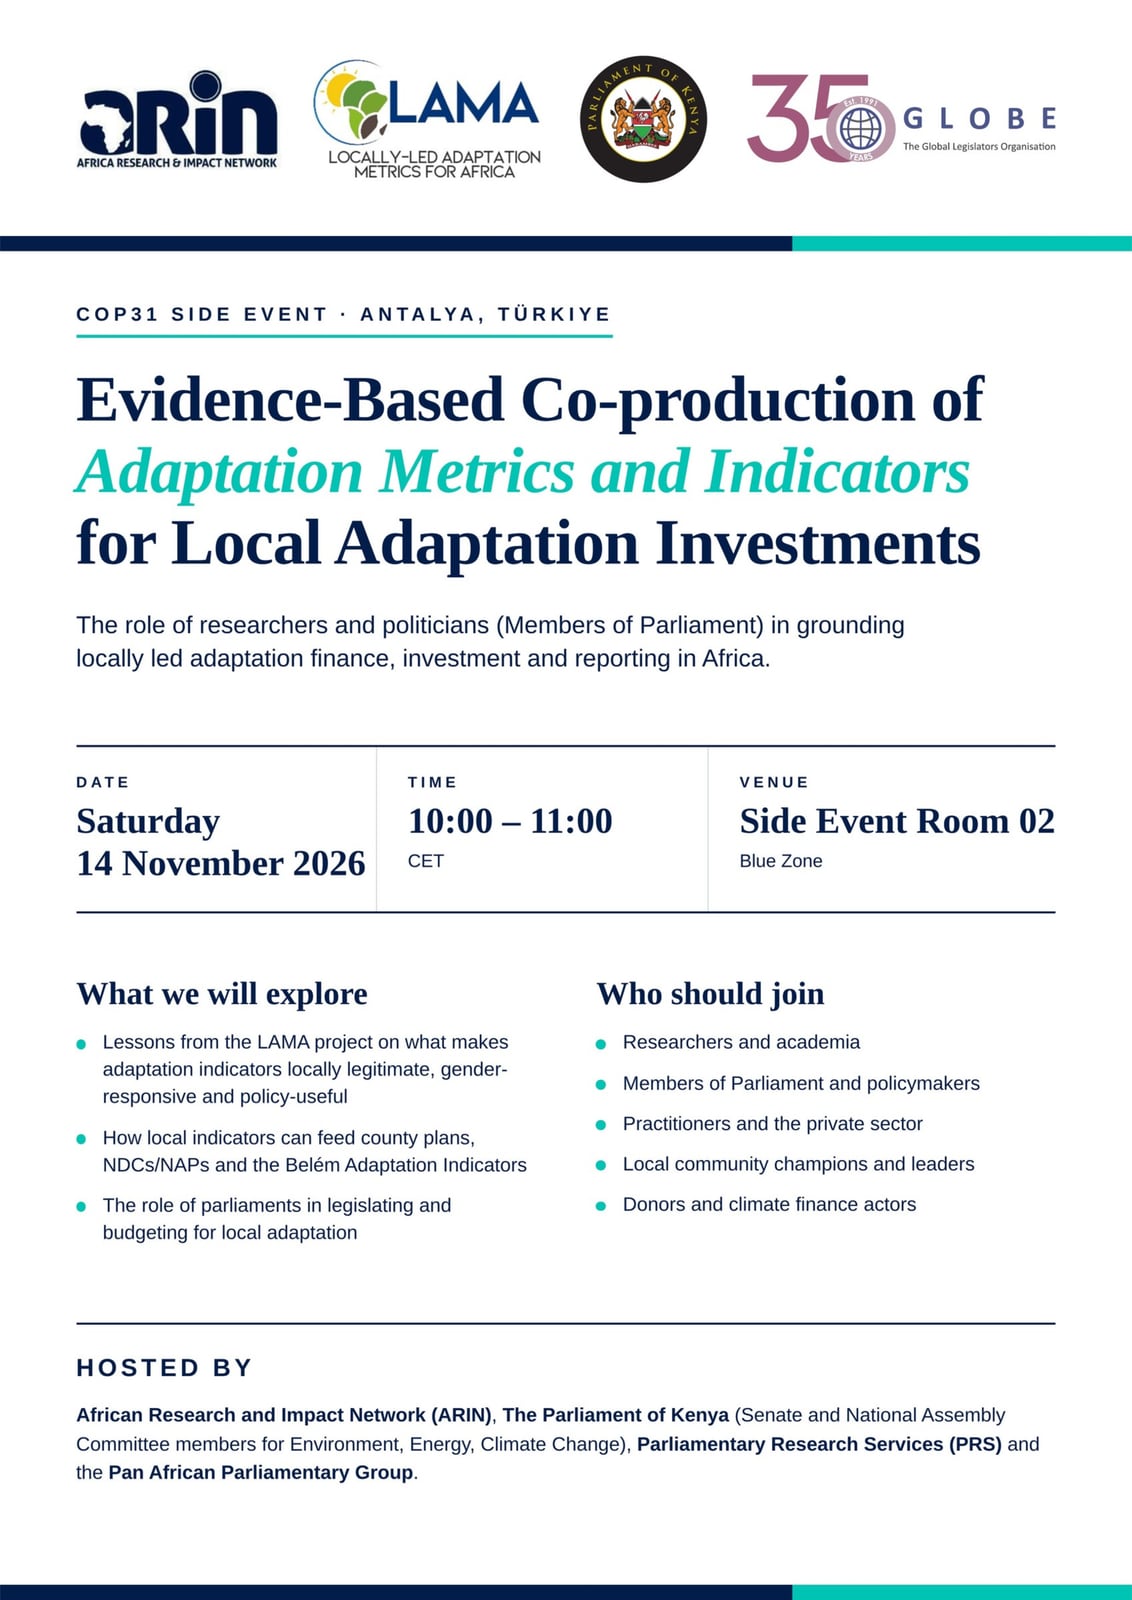 aRin
AFRICA RESEARCH & IMPACT NETWORK
LAMA
LOCALLY-LED ADAPTATION
METRICS FOR AFRICA
PARLIAMENT OF KENYA
35
Est. 1991
YEARS
GLOBE
The Global Legislators Organisation
COP31 SIDE EVENT · ANTALYA, TÜRKIYE
Evidence-Based Co-production of
Adaptation Metrics and Indicators
for Local Adaptation Investments
The role of researchers and politicians (Members of Parliament) in grounding
locally led adaptation finance, investment and reporting in Africa.
DATE
Saturday
14 November 2026
TIME
10:00 – 11:00
CET
VENUE
Side Event Room 02
Blue Zone
What we will explore
Lessons from the LAMA project on what makes
adaptation indicators locally legitimate, gender-
responsive and policy-useful
How local indicators can feed county plans,
NDCs/NAPs and the Belém Adaptation Indicators
The role of parliaments in legislating and
budgeting for local adaptation
Who should join
Researchers and academia
Members of Parliament and policymakers
Practitioners and the private sector
Local community champions and leaders
Donors and climate finance actors
HOSTED BY
African Research and Impact Network (ARIN), The Parliament of Kenya (Senate and National Assembly
Committee members for Environment, Energy, Climate Change), Parliamentary Research Services (PRS) and
the Pan African Parliamentary Group.